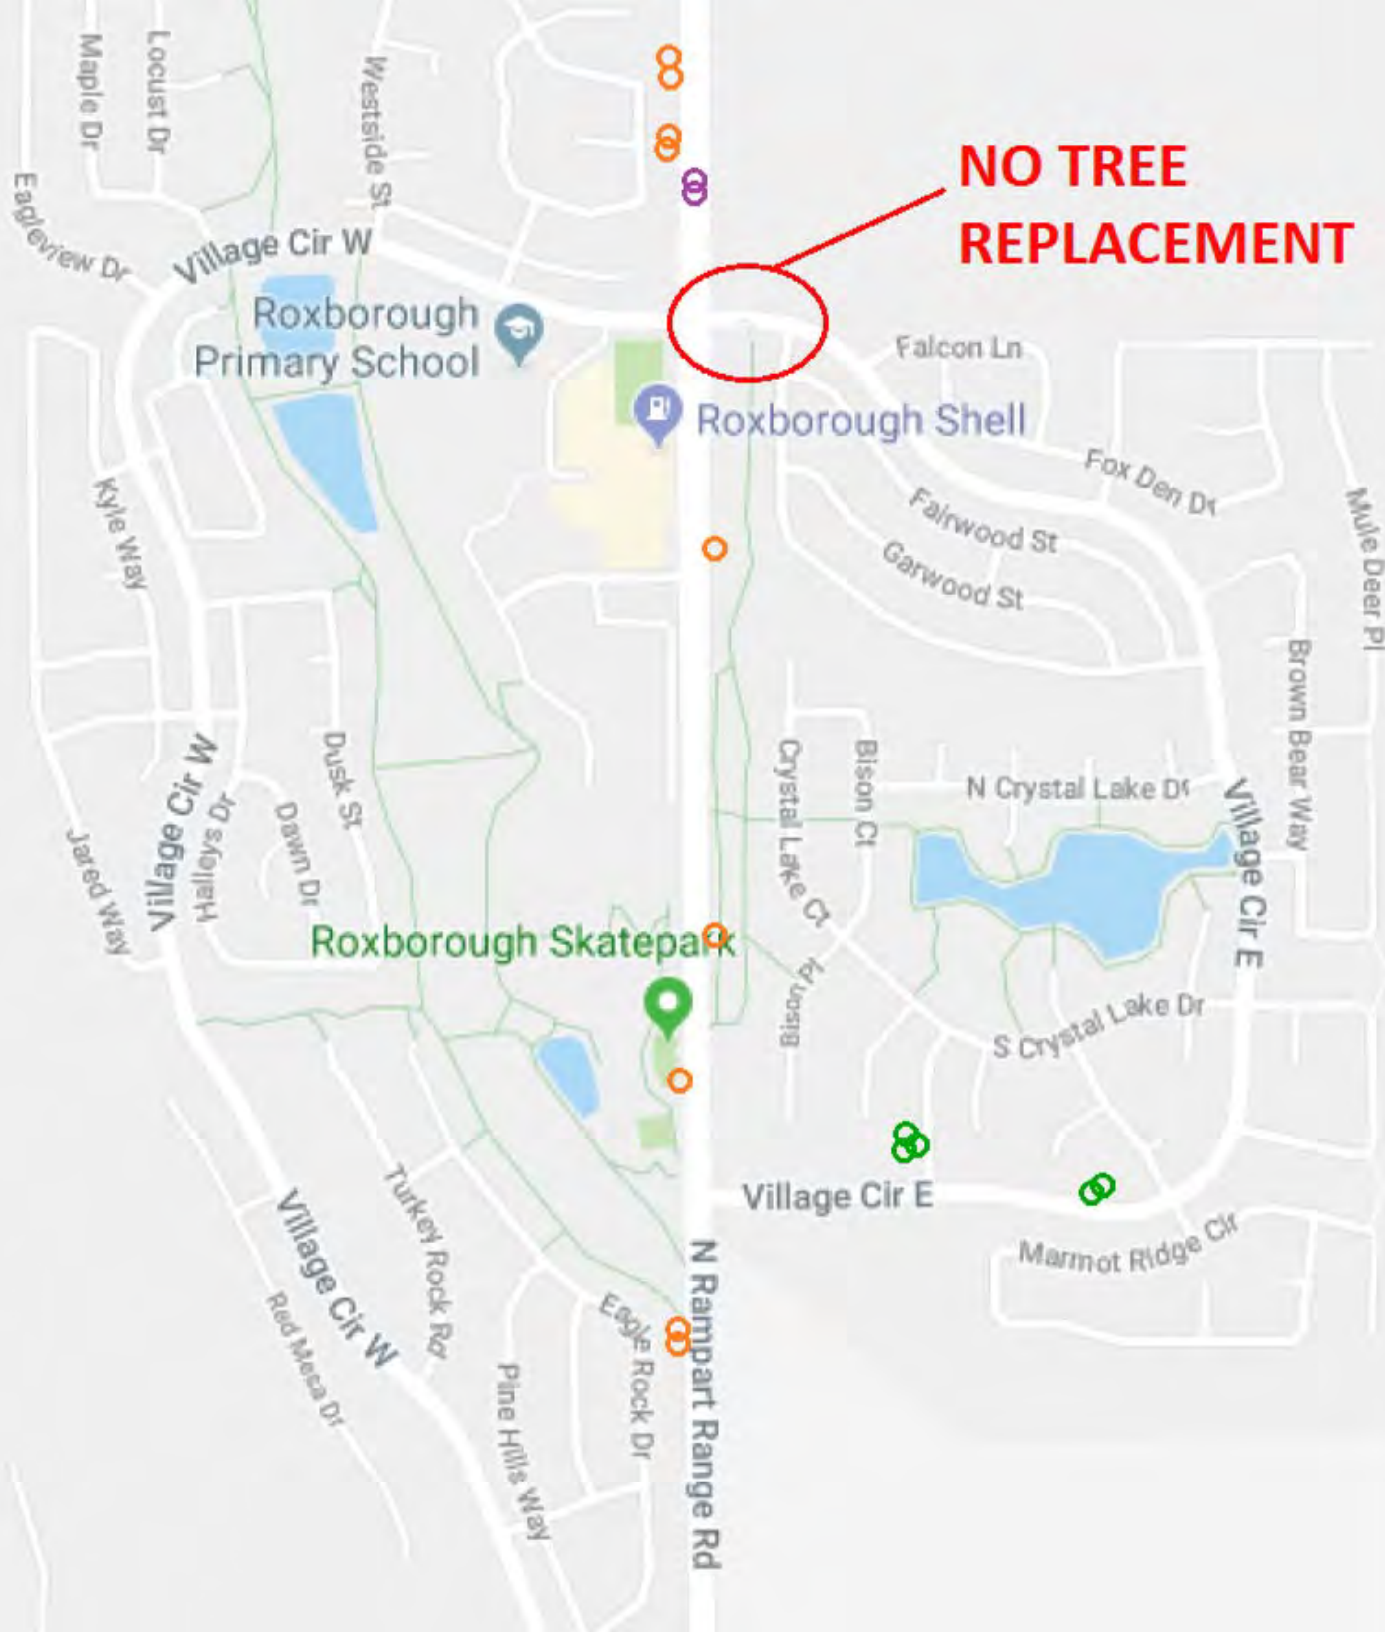 Maple Dr
Locust Dr
Westside St
NO TREE
REPLACEMENT
Eagleview Dr
Village Cir W
Roxborough
Primary School
Falcon Ln
Roxborough Shell
Fox Den Dr
Kyle Way
Fairwood St
Garwood St
Mule Deer Pl
Brown Bear Way
Village Cir W
Halleys Dr
Dusk St
Dawn Dr
Jared Way
Crystal Lake Ct
Bison Ct
N Crystal Lake Dr
Village Cir E
Roxborough Skatepark
Bison Pl
S Crystal Lake Dr
Village Cir E
Marmot Ridge Cir
Turkey Rock Rd
Village Cir W
Red Mesa Dr
Eagle Rock Dr
Pine Hills Way
N Rampart Range Rd